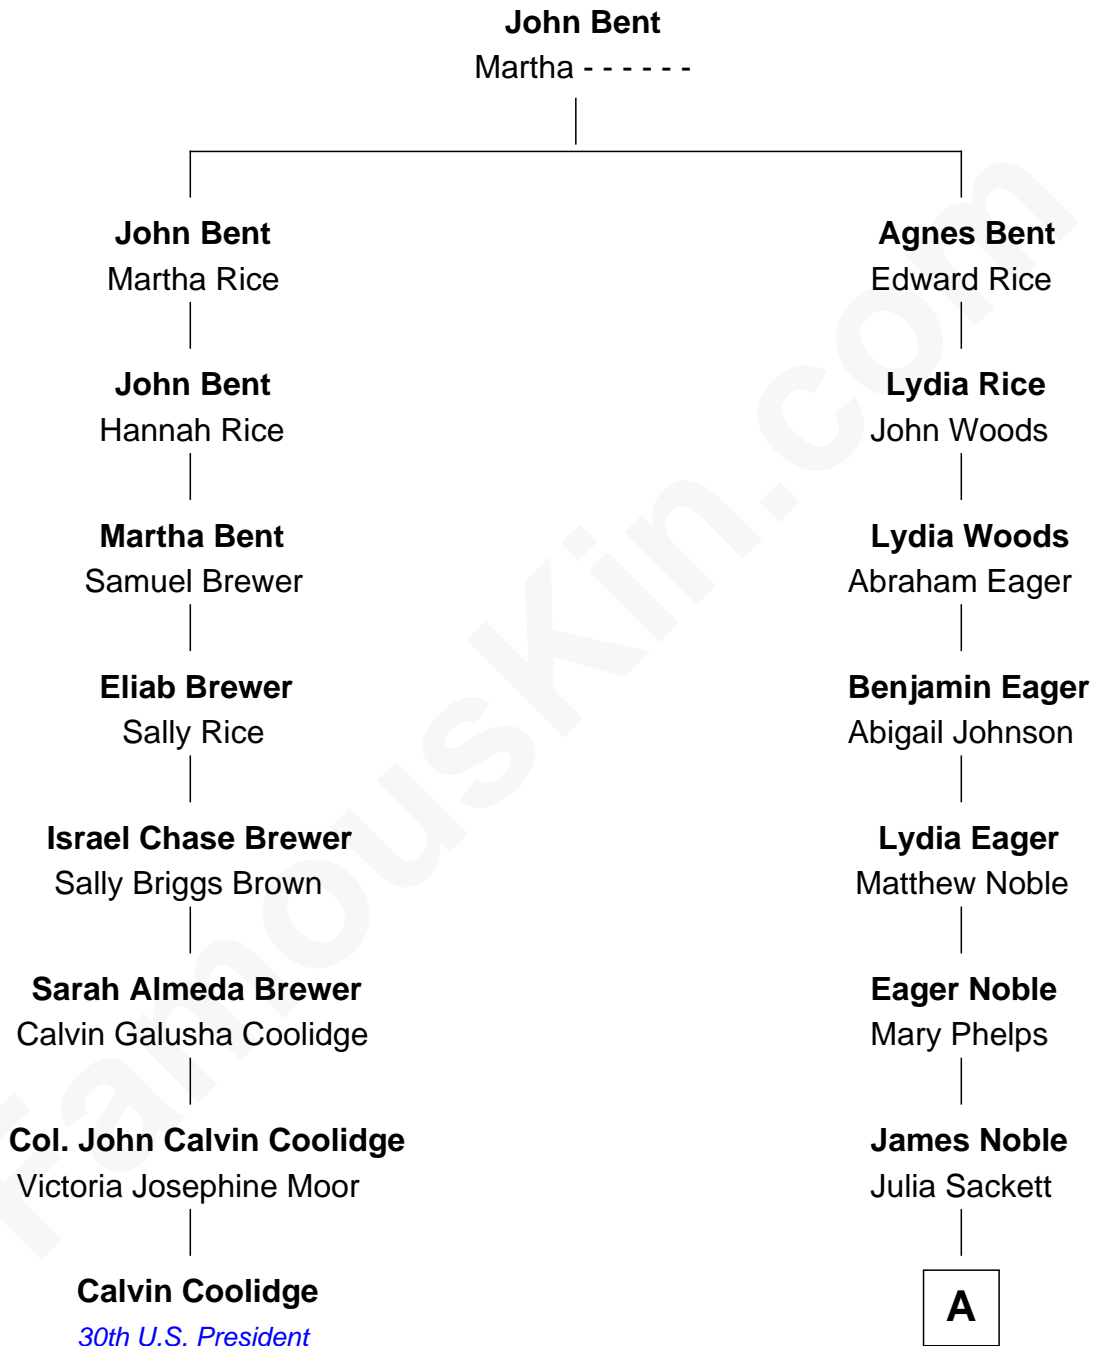 John Bent
Martha - - - - - -
John Bent
Martha Rice
Agnes Bent
Edward Rice
John Bent
Hannah Rice
Lydia Rice
John Woods
Martha Bent
Samuel Brewer
Lydia Woods
Abraham Eager
Eliab Brewer
Sally Rice
Benjamin Eager
Abigail Johnson
Israel Chase Brewer
Sally Briggs Brown
Lydia Eager
Matthew Noble
Sarah Almeda Brewer
Calvin Galusha Coolidge
Eager Noble
Mary Phelps
Col. John Calvin Coolidge
Victoria Josephine Moor
James Noble
Julia Sackett
Calvin Coolidge
30th U.S. President
A
FamousKin.com